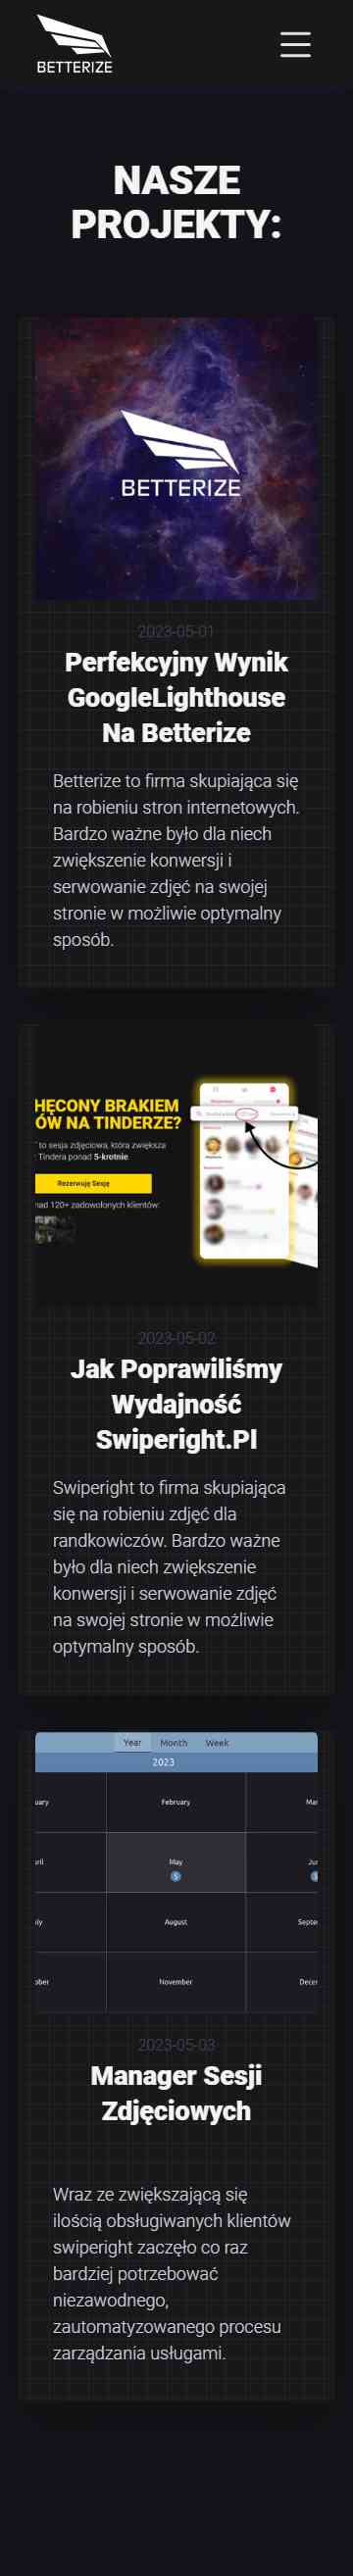 BETTERIZE
NASZE
PROJEKTY:
BETTERIZE
2023-05-01
Perfekcyjny Wynik
GoogleLighthouse
Na Betterize
Betterize to firma skupiająca się
na robieniu stron internetowych.
Bardzo ważne było dla niech
zwiększenie konwersji i
serwowanie zdjęć na swojej
stronie w możliwie optymalny
sposób.
HĘCONY BRAKIEM
ÓW NA TINDERZE?
to sesja zdjęciowa, która zwiększa
Tindera ponad 5-krotnie.
Rezerwuję Sesję
nad 120+ zadowolonych klientów:
2023-05-02
Jak Poprawiliśmy
Wydajność
Swiperight.Pl
Swiperight to firma skupiająca
się na robieniu zdjęć dla
randkowiczów. Bardzo ważne
było dla niech zwiększenie
konwersji i serwowanie zdjęć
na swojej stronie w możliwie
optymalny sposób.
Year Month Week
2023
uary February Mar
ril May Jun
5
ly August Septe
ober November Decem
2023-05-03
Manager Sesji
Zdjęciowych
Wraz ze zwiększającą się
ilością obsługiwanych klientów
swiperight zaczęło co raz
bardziej potrzebować
niezawodnego,
zautomatyzowanego procesu
zarządzania usługami.